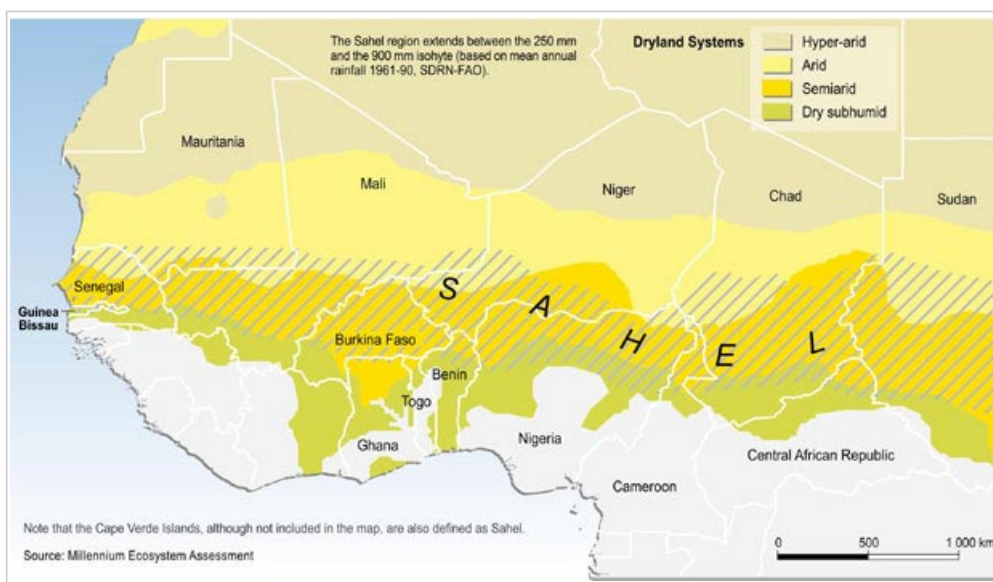 The Sahel region extends between the 250 mm
and the 900 mm isohyte (based on mean annual
rainfall 1961-90, SDRN-FAO).
Dryland Systems
Hyper-arid
Arid
Semiarid
Dry subhumid
Mauritania
Mali
Niger
Chad
Sudan
Senegal
Guinea
Bissau
Burkina Faso
S A H E L
Benin
Togo
Ghana
Nigeria
Cameroon
Central African Republic
Note that the Cape Verde Islands, although not included in the map, are also defined as Sahel.
Source: Millennium Ecosystem Assessment
0 500 1 000 km